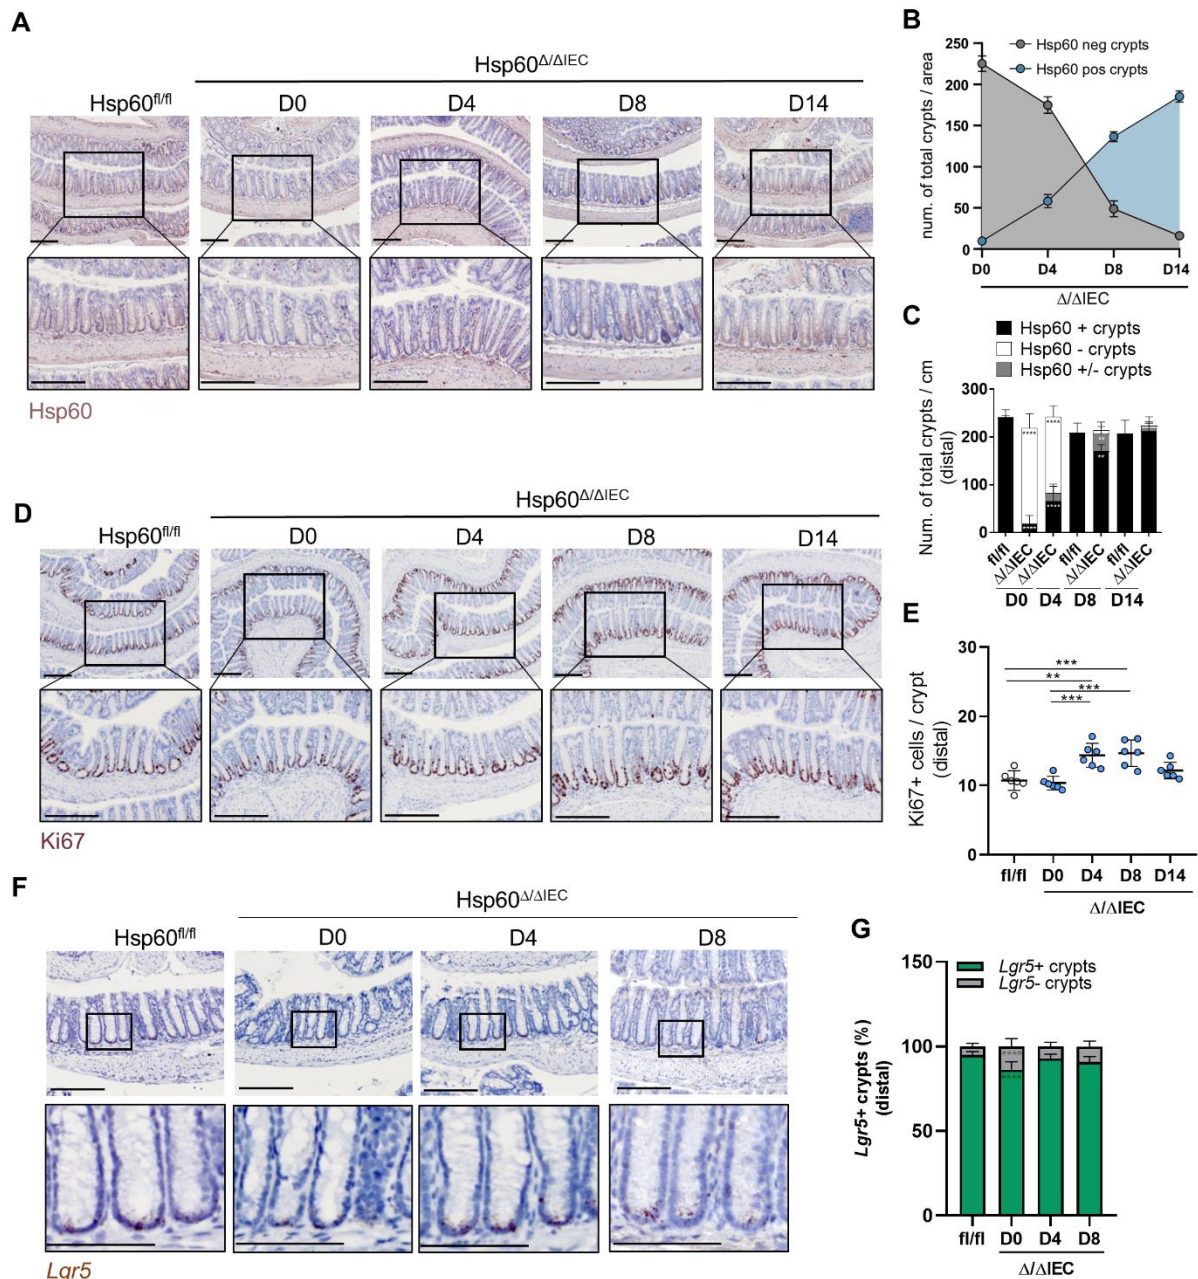 A
Hsp60Δ/ΔIEC
Hsp60fl/fl
D0
D4
D8
D14
Hsp60
B
Hsp60 neg crypts
Hsp60 pos crypts
num. of total crypts / area
250
200
150
100
50
0
D0
D4
D8
D14
Δ/ΔIEC
C
Hsp60 + crypts
Hsp60 - crypts
Hsp60 +/- crypts
Num. of total crypts / cm
(distal)
300
200
100
0
****
****
****
****
**
**
fl/fl
Δ/ΔIEC
Δ/ΔIEC
fl/fl
Δ/ΔIEC
fl/fl
Δ/ΔIEC
D0
D4
D8
D14
D
Hsp60Δ/ΔIEC
Hsp60fl/fl
D0
D4
D8
D14
Ki67
E
Ki67+ cells / crypt
(distal)
30
20
10
0
***
**
***
***
fl/fl
D0
D4
D8
D14
Δ/ΔIEC
F
Hsp60Δ/ΔIEC
Hsp60fl/fl
D0
D4
D8
Lgr5
G
Lgr5+ crypts
Lgr5- crypts
Lgr5+ crypts (%)
(distal)
150
100
50
0
****
****
fl/fl
D0
D4
D8
Δ/ΔIEC